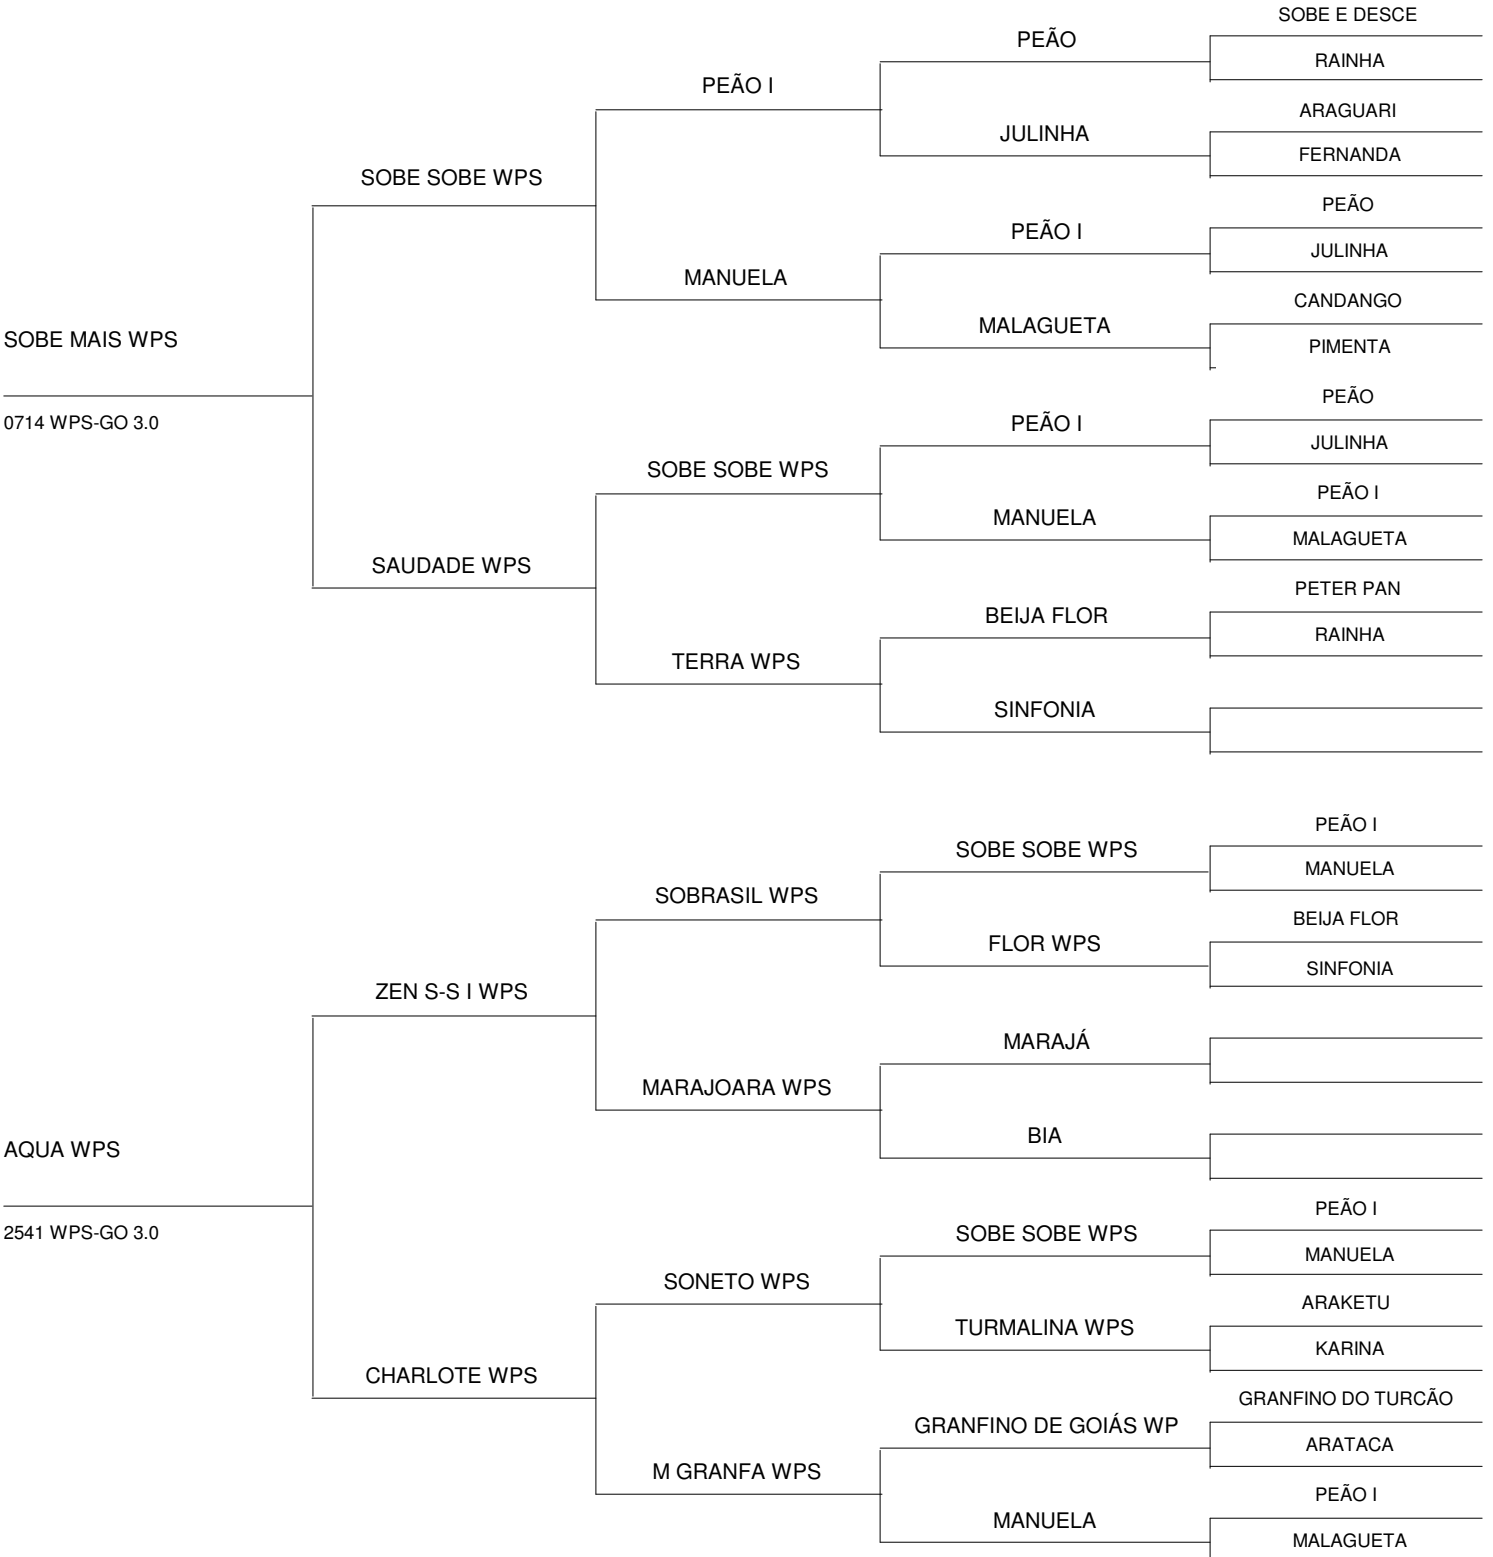 SOBE E DESCE
PEÃO
RAINHA
PEÃO I
ARAGUARI
JULINHA
FERNANDA
SOBE SOBE WPS
PEÃO
PEÃO I
JULINHA
MANUELA
CANDANGO
MALAGUETA
SOBE MAIS WPS
PIMENTA
PEÃO
0714 WPS-GO 3.0
PEÃO I
JULINHA
SOBE SOBE WPS
PEÃO I
MANUELA
MALAGUETA
SAUDADE WPS
PETER PAN
BEIJA FLOR
RAINHA
TERRA WPS
SINFONIA
PEÃO I
SOBE SOBE WPS
MANUELA
SOBRASIL WPS
BEIJA FLOR
FLOR WPS
SINFONIA
ZEN S-S I WPS
MARAJÁ
MARAJOARA WPS
BIA
AQUA WPS
PEÃO I
2541 WPS-GO 3.0
SOBE SOBE WPS
MANUELA
SONETO WPS
ARAKETU
TURMALINA WPS
KARINA
CHARLOTE WPS
GRANFINO DO TURCÃO
GRANFINO DE GOIÁS WP
ARATACA
M GRANFA WPS
PEÃO I
MANUELA
MALAGUETA